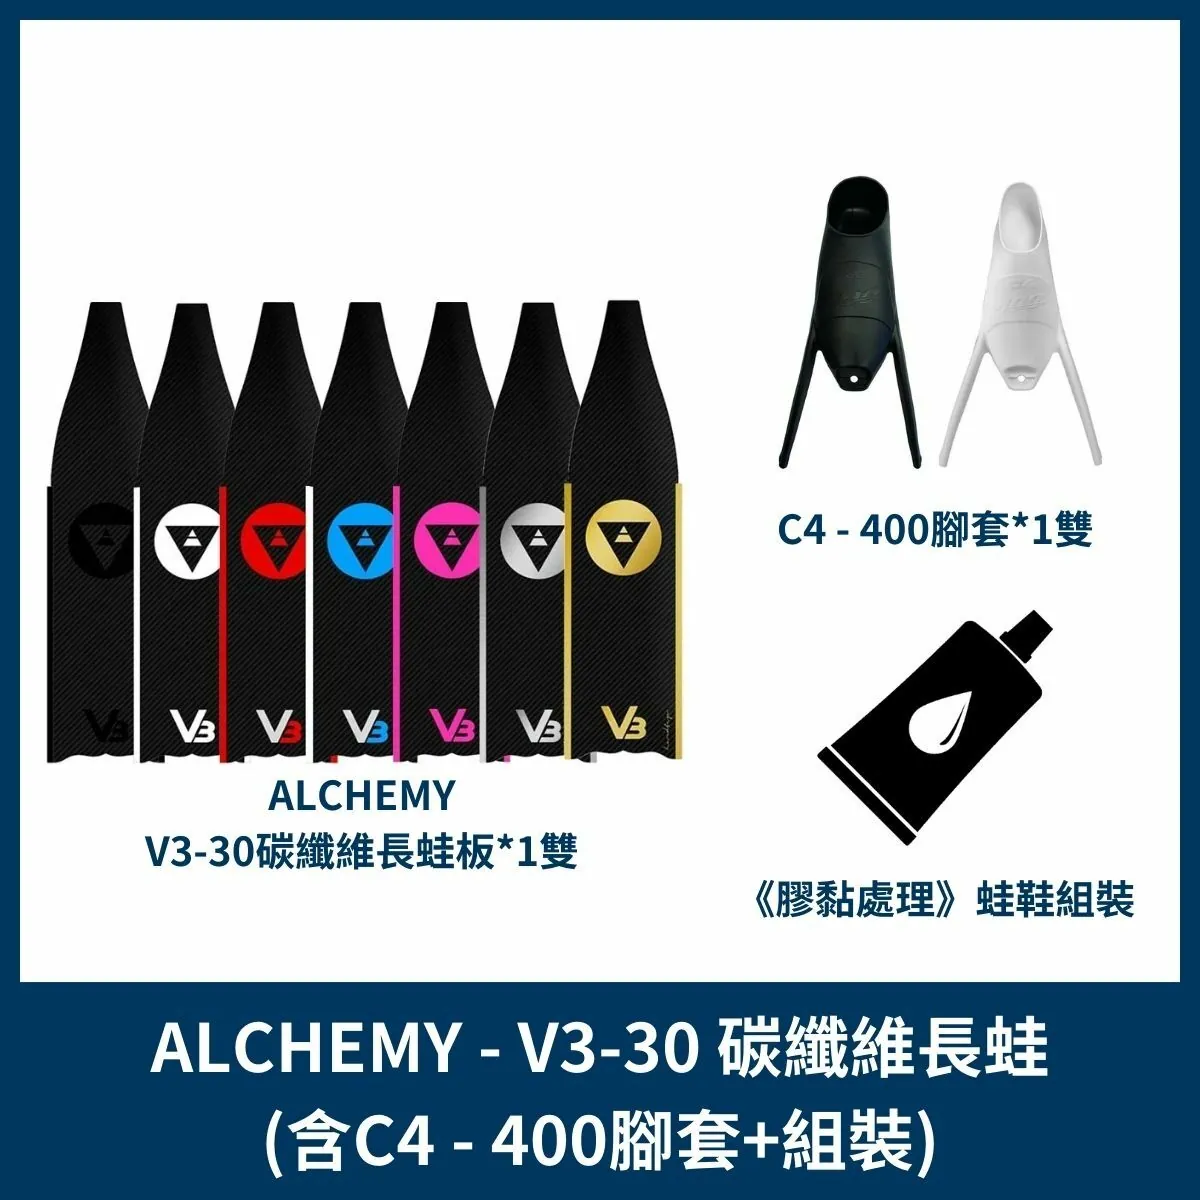 V3 V3 V3 V3 V3 V3 V3
ALCHEMY
V3-30碳纖維長蛙板*1雙
C4 - 400腳套*1雙
《膠黏處理》蛙鞋組裝
ALCHEMY - V3-30 碳纖維長蛙
(含C4 - 400腳套+組裝)